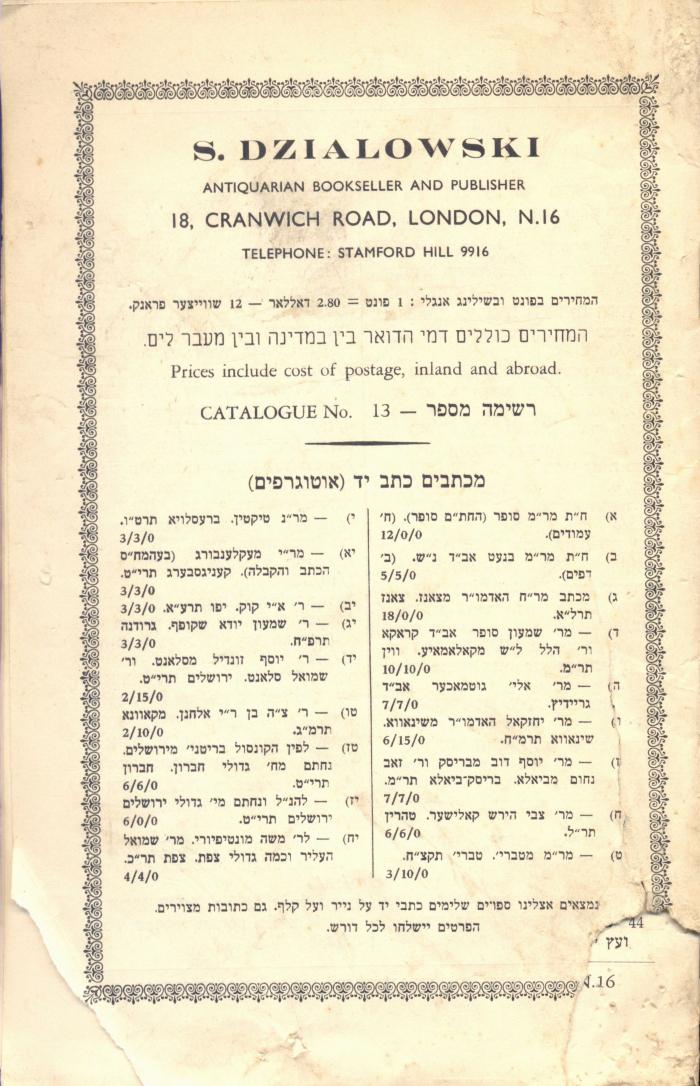 S. DZIALOWSKI
ANTIQUARIAN BOOKSELLER AND PUBLISHER
18, CRANWICH ROAD, LONDON, N.16
TELEPHONE: STAMFORD HILL 9916
המחירים בפונט ובשילינג אנגלי : 1 פונט = 2.80 דאללאר — 12 שווייצער פראנק.
המחירים כוללים דמי הדואר בין במדינה ובין מעבר לים.
Prices include cost of postage, inland and abroad.
CATALOGUE No. 13 — רשימה מספר
מכתבים כתב יד (אוטוגרפים)
א) ח״ת מר״מ סופר (החת״ם סופר). (ח׳
עמודים). 12/0/0
ב) ח״ת מר״מ בנעט אב״ד נ״ש. (ב׳
דפים). 5/5/0
ג) מכתב מר״ח האדמו״ר מצאנז. צאנז
תרל״א. 18/0/0
ד) — מר׳ שמעון סופר אב״ד קראקא
ור׳ הלל ל״ש מקאלאמאיע. ווין
תר״מ. 10/10/0
ה) — מר׳ אלי׳ גוטמאכער אב״ד
גריידיץ. 7/7/0
ו) — מר׳ יחזקאל האדמו״ר משינאווא.
שינאווא תרמ״ח. 6/15/0
ז) — מר׳ יוסף דוב מבריסק ור׳ זאב
נחום מביאלא. בריסק־ביאלא תר״מ.
7/7/0
ח) — מר׳ צבי הירש קאלישער. טהרין
תר״ל. 6/6/0
ט) — מר״מ מטברי׳. טברי׳ תקצ״ח.
3/10/0
י) — מר״נ טיקטין. ברעסלויא תרט״ו.
3/3/0
יא) — מר״י מעקלענבורג (בעהמח״ס
הכתב והקבלה). קעניגסבערג תרי״ט.
3/3/0
יב) — ר׳ א״י קוק. יפו תרע״א. 3/3/0
יג) — ר׳ שמעון יודא שקופף. גרודנה
תרפ״ח. 3/3/0
יד) — ר׳ יוסף זונדיל מסלאנט. ור׳
שמואל סלאנט. ירושלים תרי״ט.
2/15/0
טו) — ר׳ צ״ה בן ר״י אלחנן. מקאוונא
תרמ״ג. 2/10/0
טז) — לפין הקונסול בריטני׳ מירושלים.
נחתם מח׳ גדולי חברון. חברון
תרי״ט. 6/6/0
יז) — להנ״ל ונחתם מי׳ גדולי ירושלים
ירושלים תרי״ט. 6/0/0
יח) — לר׳ משה מונטיפיורי. מר׳ שמואל
העליר וכמה גדולי צפת. צפת תר״כ.
4/4/0
נמצאים אצלינו ספרים שלימים כתבי יד על נייר ועל קלף. גם כתובות מצוירים.
הפרטים יישלחו לכל דורש.
44
ועץ
N.16